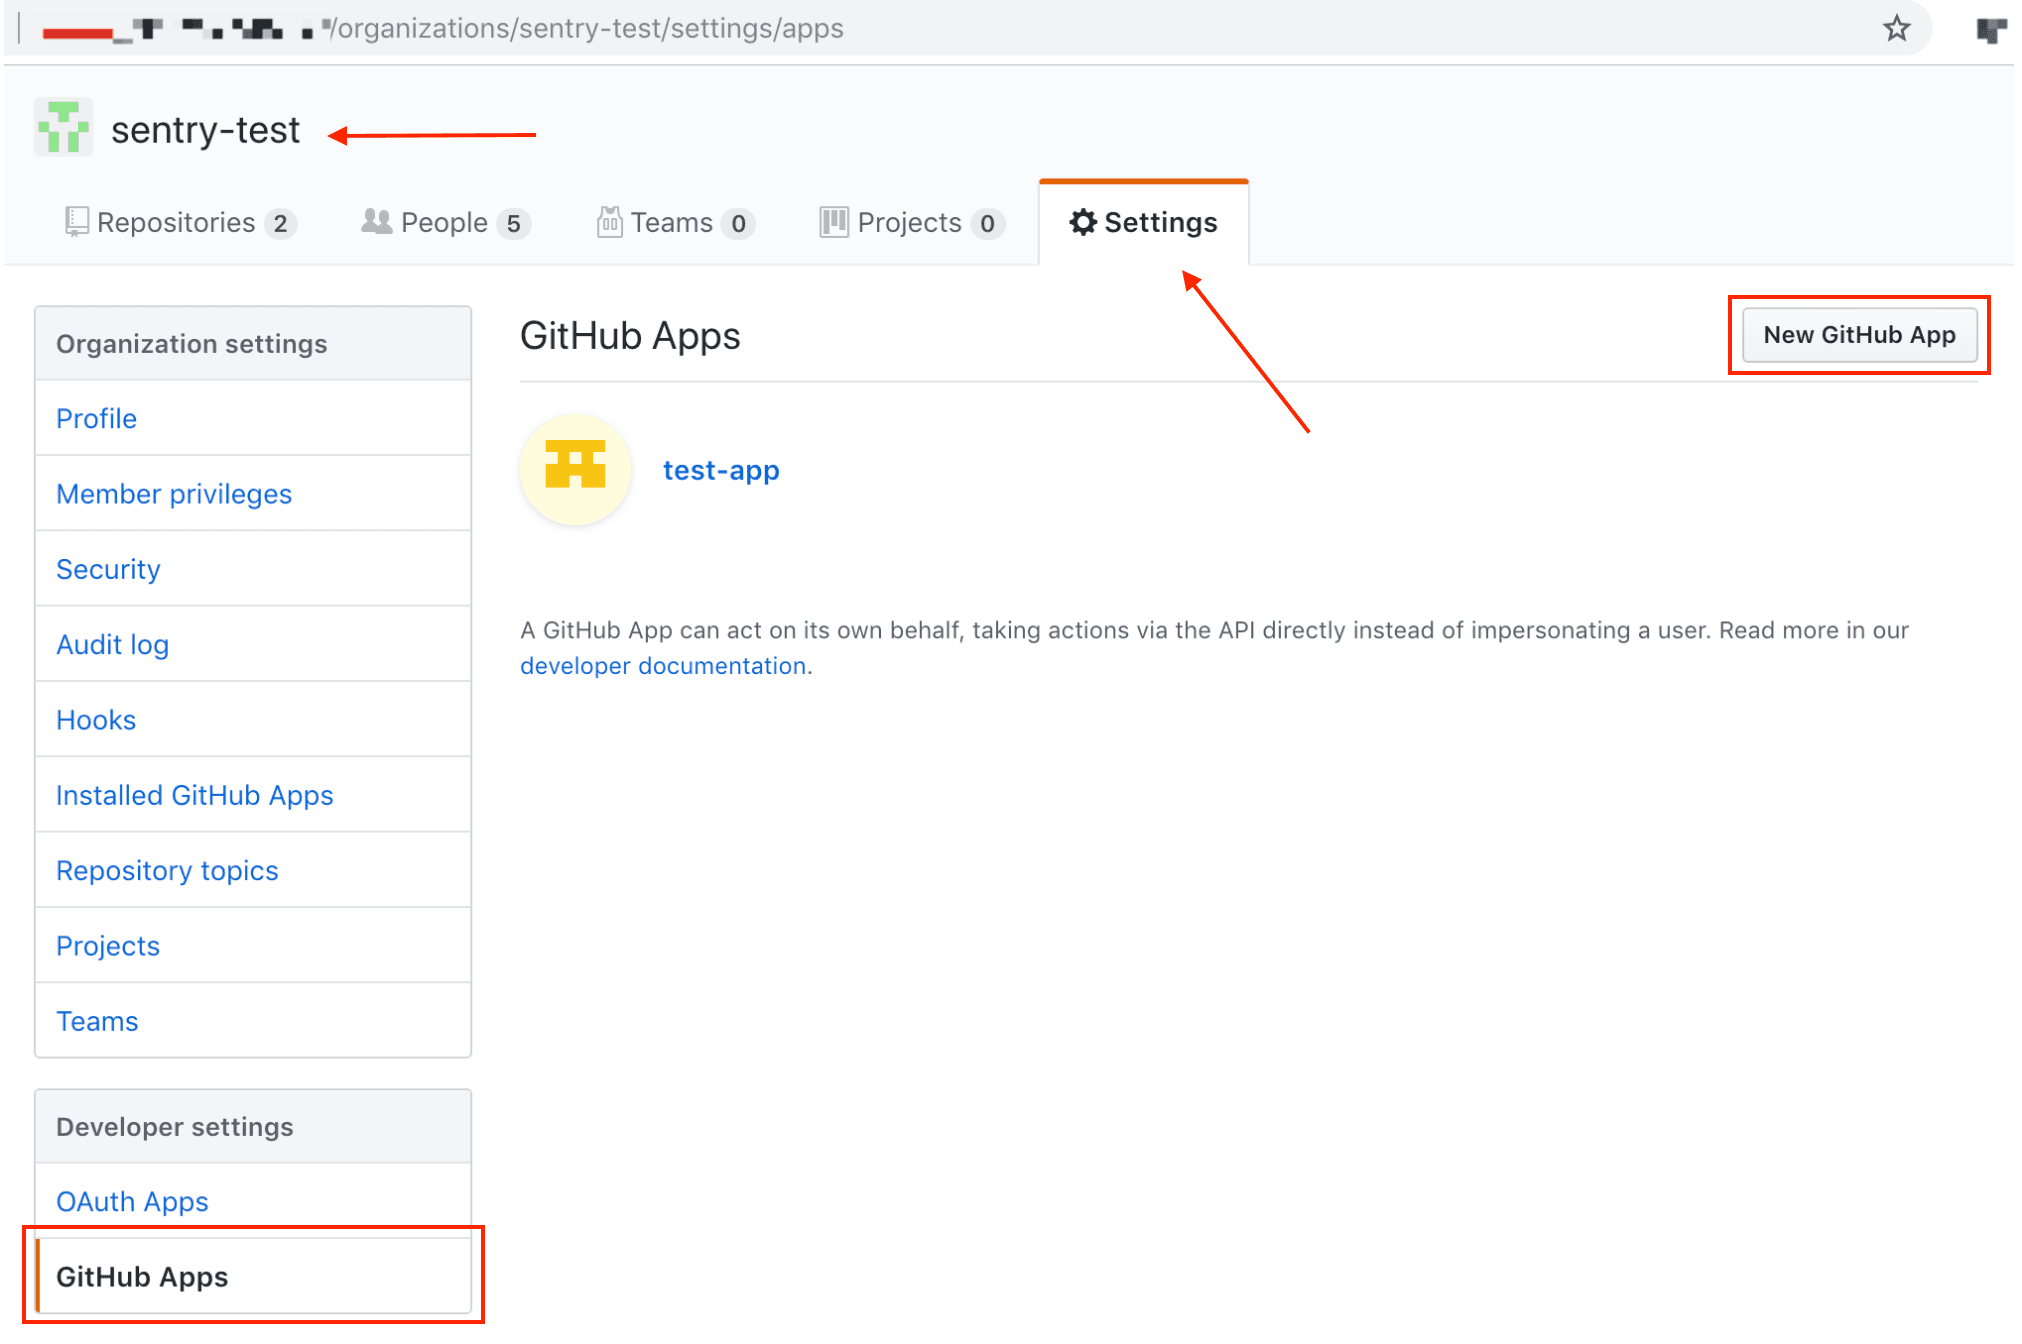 /organizations/sentry-test/settings/apps
sentry-test
Repositories 2 People 5 Teams 0 Projects 0 Settings
Organization settings
Profile
Member privileges
Security
Audit log
Hooks
Installed GitHub Apps
Repository topics
Projects
Teams
Developer settings
OAuth Apps
GitHub Apps
GitHub Apps
New GitHub App
test-app
A GitHub App can act on its own behalf, taking actions via the API directly instead of impersonating a user. Read more in our
developer documentation.